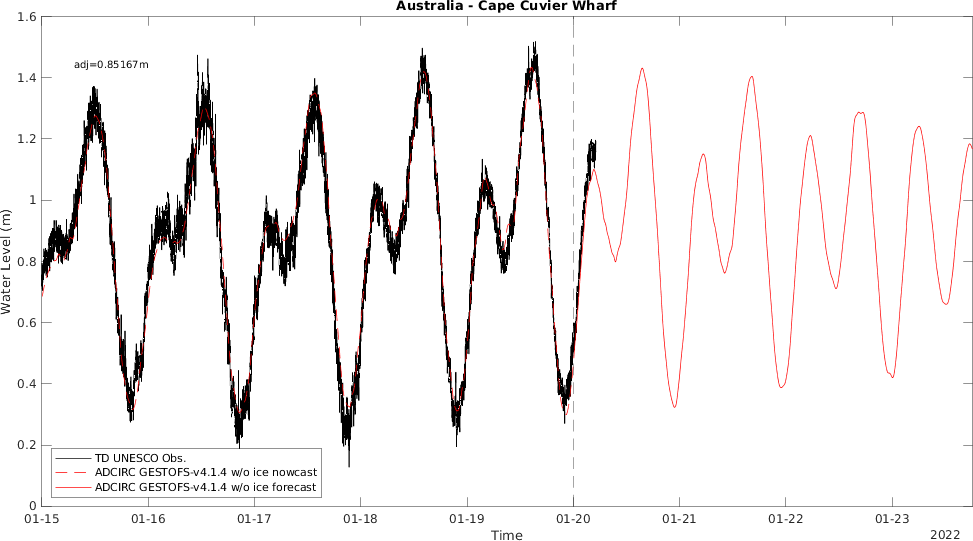 Australia - Cape Cuvier Wharf
1.6
1.4
1.2
1
0.8
0.6
0.4
0.2
0
Water Level (m)
adj=0.85167m
TD UNESCO Obs.
ADCIRC GESTOFS-v4.1.4 w/o ice nowcast
ADCIRC GESTOFS-v4.1.4 w/o ice forecast
01-15 01-16 01-17 01-18 01-19 01-20 01-21 01-22 01-23
Time
2022